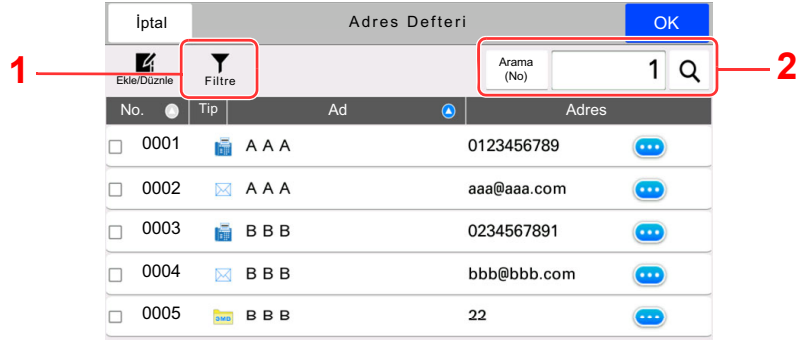 İptal Adres Defteri OK
1 Ekle/Düznle Filtre Arama (No) 1 2
No. Tip Ad Adres
0001 A A A 0123456789
0002 A A A aaa@aaa.com
0003 B B B 0234567891
0004 B B B bbb@bbb.com
0005 SMB B B B 22